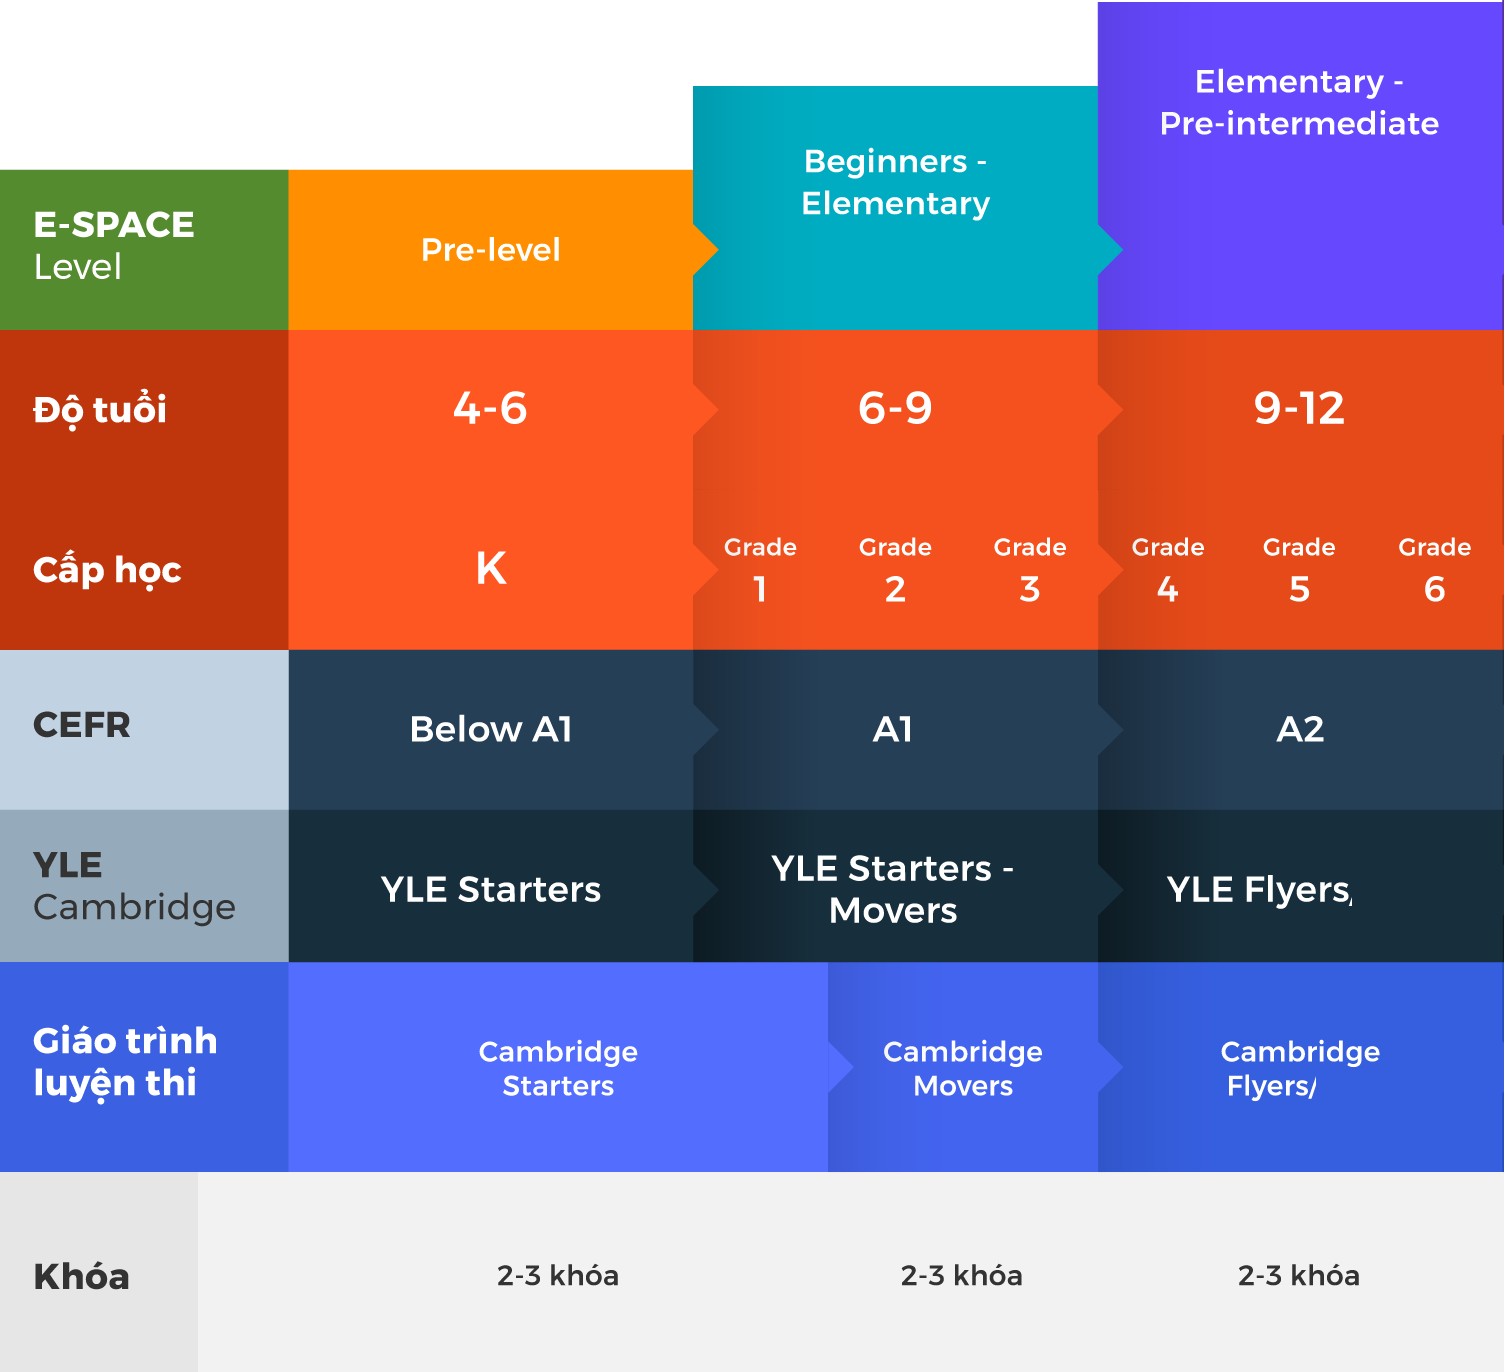 Elementary -
Pre-intermediate
Beginners -
Elementary
E-SPACE
Level
Pre-level
Độ tuổi
4-6
6-9
9-12
Cấp học
K
Grade
1
Grade
2
Grade
3
Grade
4
Grade
5
Grade
6
CEFR
Below A1
A1
A2
YLE
Cambridge
YLE Starters
YLE Starters -
Movers
YLE Flyers,
Giáo trình
luyện thi
Cambridge
Starters
Cambridge
Movers
Cambridge
Flyers/
Khóa
2-3 khóa
2-3 khóa
2-3 khóa